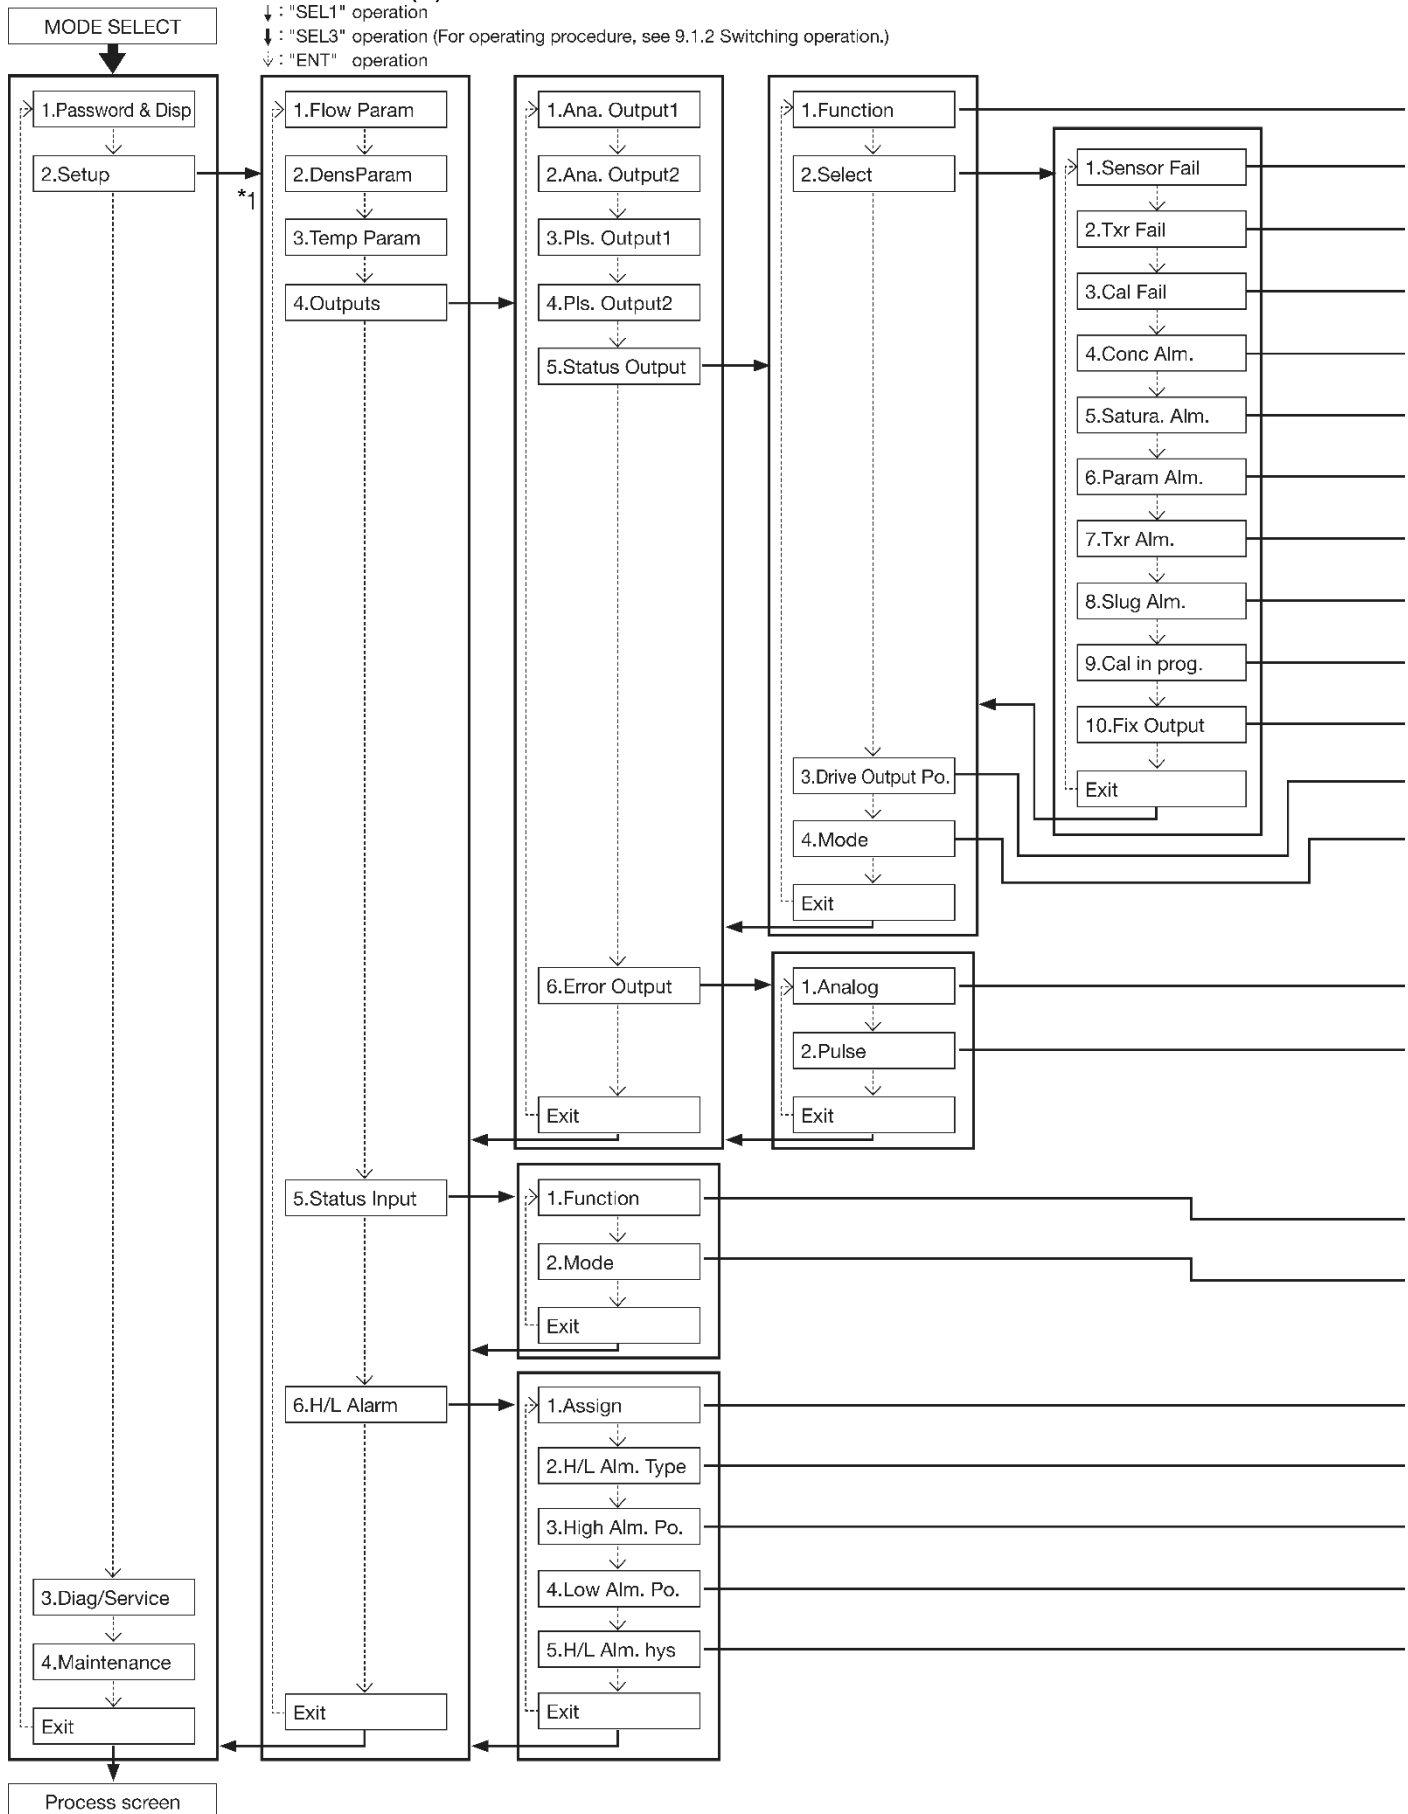 MODE SELECT
: "SEL1" operation
: "SEL3" operation (For operating procedure, see 9.1.2 Switching operation.)
: "ENT" operation
1.Password & Disp
2.Setup
*1
3.Diag/Service
4.Maintenance
Exit
Process screen
1.Flow Param
2.DensParam
3.Temp Param
4.Outputs
5.Status Input
6.H/L Alarm
Exit
1.Ana. Output1
2.Ana. Output2
3.Pls. Output1
4.Pls. Output2
5.Status Output
6.Error Output
Exit
1.Function
2.Select
3.Drive Output Po.
4.Mode
Exit
1.Sensor Fail
2.Txr Fail
3.Cal Fail
4.Conc Alm.
5.Satura. Alm.
6.Param Alm.
7.Txr Alm.
8.Slug Alm.
9.Cal in prog.
10.Fix Output
Exit
1.Analog
2.Pulse
Exit
1.Function
2.Mode
Exit
1.Assign
2.H/L Alm. Type
3.High Alm. Po.
4.Low Alm. Po.
5.H/L Alm. hys
Exit